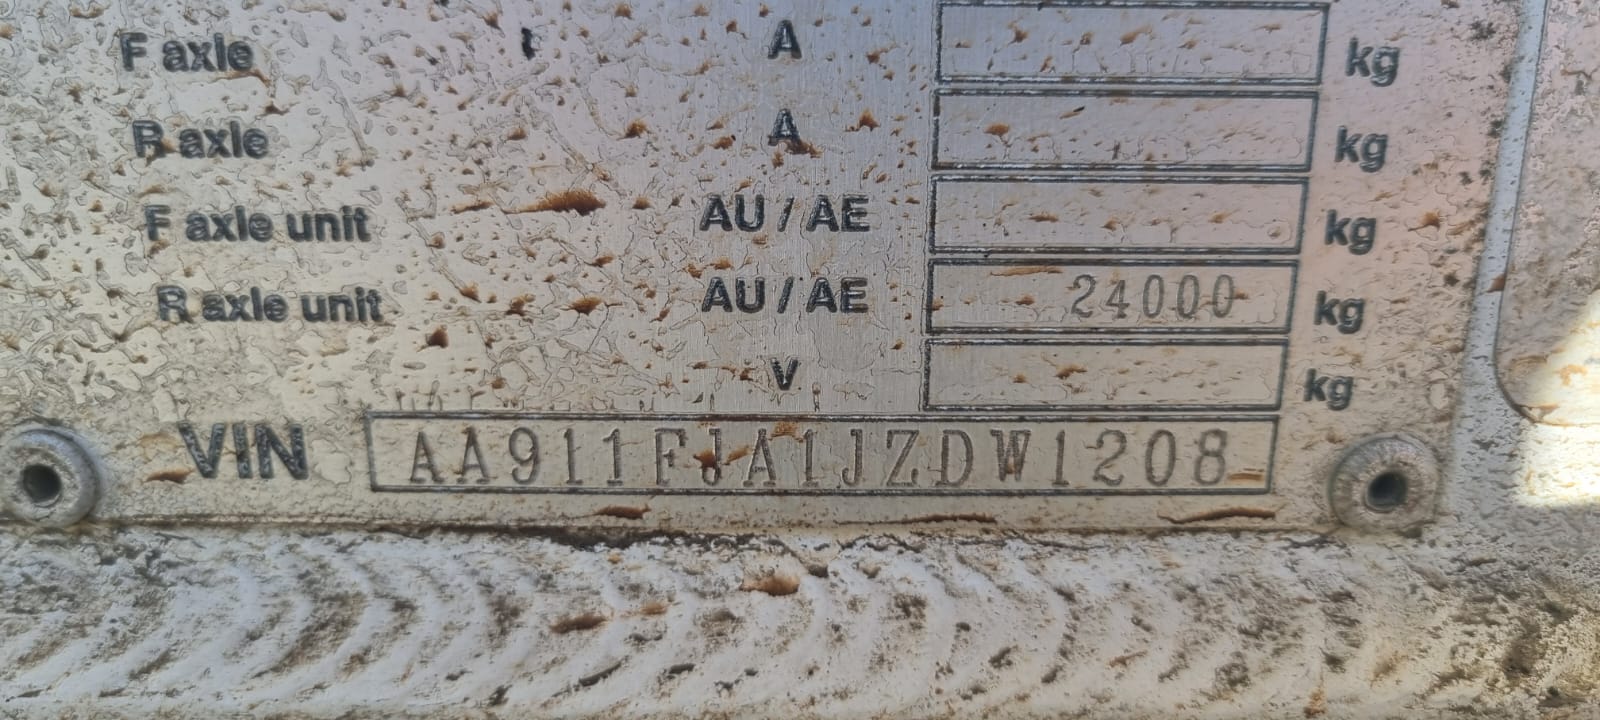 F axle A kg
R axle A kg
F axle unit AU / AE kg
R axle unit AU / AE 24000 kg
V kg
VIN AA911FJA1JZDW1208